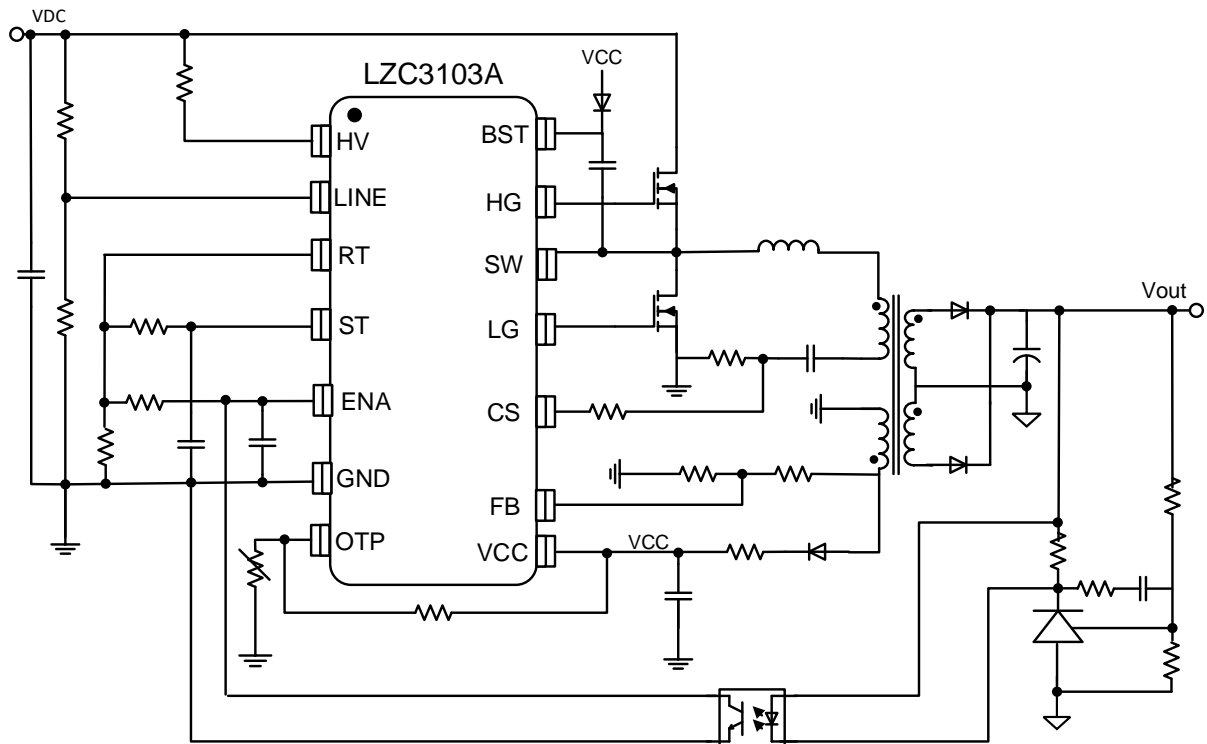 VDC
LZC3103A
VCC
HV
BST
LINE
HG
RT
SW
ST
LG
ENA
CS
GND
FB
OTP
VCC
VCC
Vout